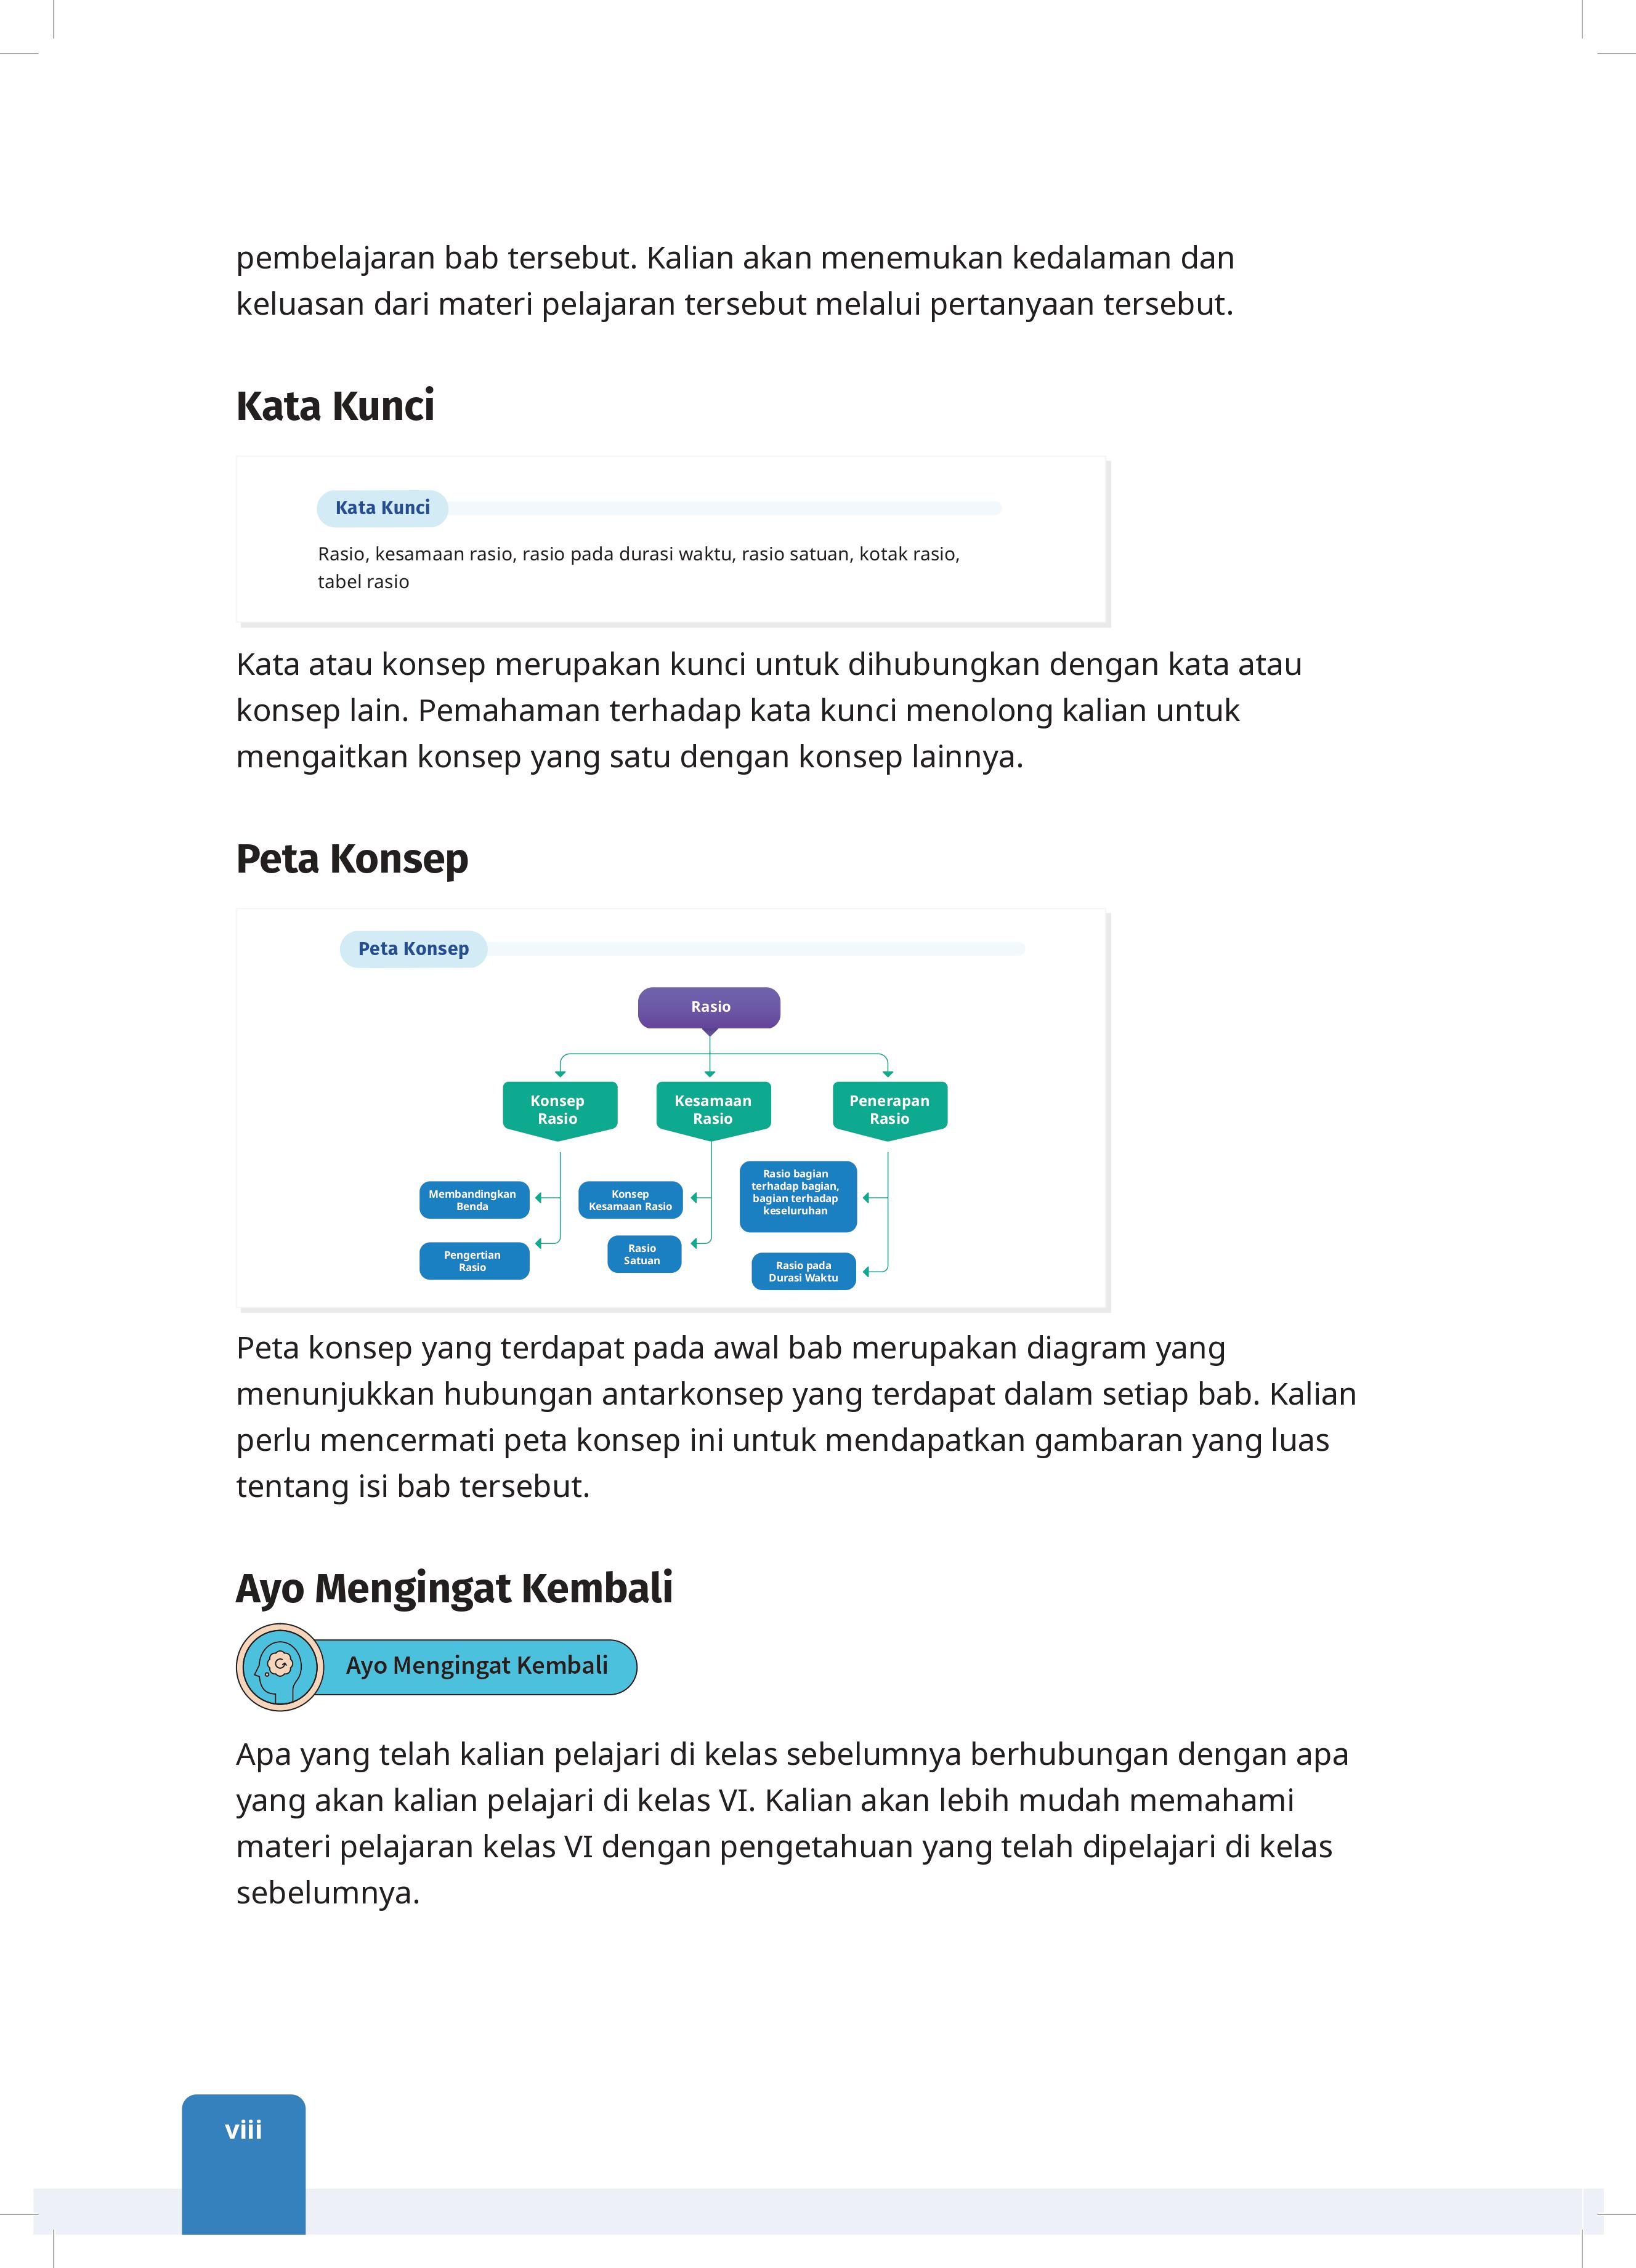 pembelajaran bab tersebut. Kalian akan menemukan kedalaman dan
keluasan dari materi pelajaran tersebut melalui pertanyaan tersebut.
Kata Kunci
Kata Kunci
Rasio, kesamaan rasio, rasio pada durasi waktu, rasio satuan, kotak rasio,
tabel rasio
Kata atau konsep merupakan kunci untuk dihubungkan dengan kata atau
konsep lain. Pemahaman terhadap kata kunci menolong kalian untuk
mengaitkan konsep yang satu dengan konsep lainnya.
Peta Konsep
Peta Konsep
Rasio
Konsep
Rasio
Kesamaan
Rasio
Penerapan
Rasio
Membandingkan
Benda
Pengertian
Rasio
Konsep
Kesamaan Rasio
Rasio
Satuan
Rasio bagian
terhadap bagian,
bagian terhadap
keseluruhan
Rasio pada
Durasi Waktu
Peta konsep yang terdapat pada awal bab merupakan diagram yang
menunjukkan hubungan antarkonsep yang terdapat dalam setiap bab. Kalian
perlu mencermati peta konsep ini untuk mendapatkan gambaran yang luas
tentang isi bab tersebut.
Ayo Mengingat Kembali
Ayo Mengingat Kembali
Apa yang telah kalian pelajari di kelas sebelumnya berhubungan dengan apa
yang akan kalian pelajari di kelas VI. Kalian akan lebih mudah memahami
materi pelajaran kelas VI dengan pengetahuan yang telah dipelajari di kelas
sebelumnya.
viii